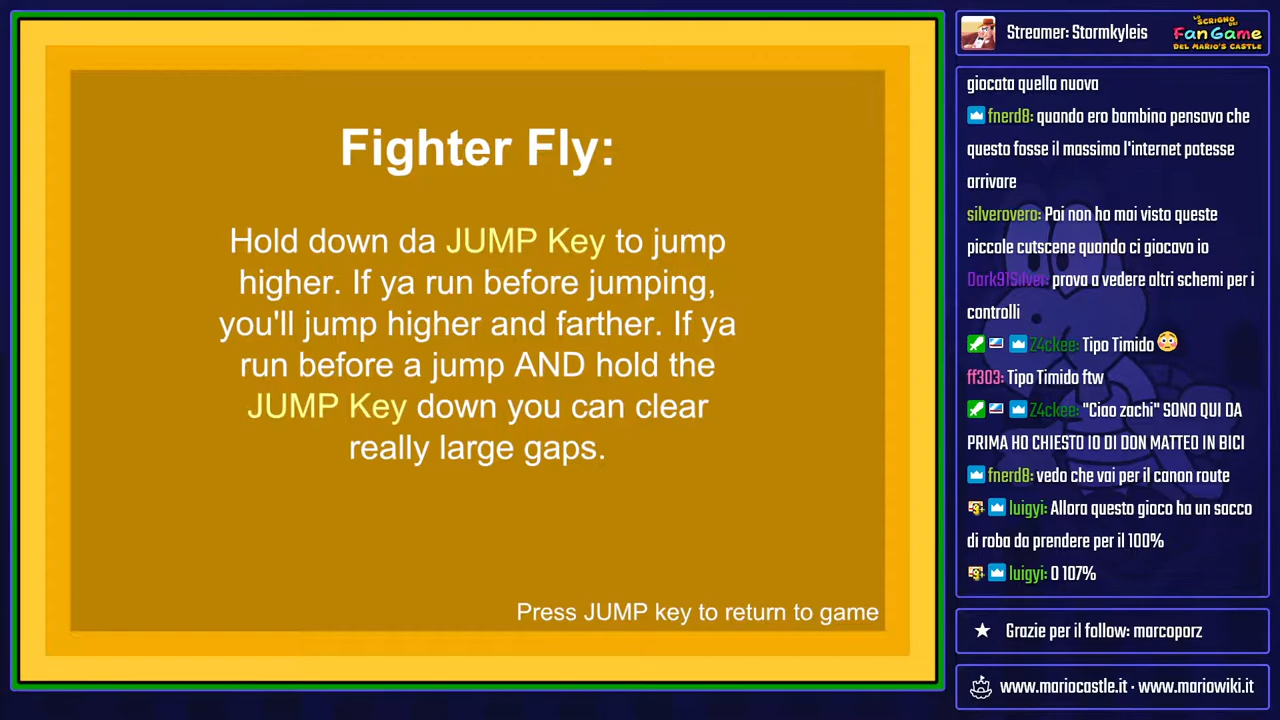 Fighter Fly:
Hold down da JUMP Key to jump
higher. If ya run before jumping,
you'll jump higher and farther. If ya
run before a jump AND hold the
JUMP Key down you can clear
really large gaps.
Press JUMP key to return to game
Streamer: Stormkyleis
LO SCRIGNO DEI
FanGame
DEL MARIO'S CASTLE
giocata quella nuova
fnerd8: quando ero bambino pensavo che
questo fosse il massimo l'internet potesse
arrivare
silverovero: Poi non ho mai visto queste
piccole cutscene quando ci giocavo io
Dark91Silver: prova a vedere altri schemi per i
controlli
Z4ckee: Tipo Timido 😳
ff303: Tipo Timido ftw
Z4ckee: "Ciao zachi" SONO QUI DA
PRIMA HO CHIESTO IO DI DON MATTEO IN BICI
fnerd8: vedo che vai per il canon route
luigyi: Allora questo gioco ha un sacco
di roba da prendere per il 100%
luigyi: O 107%
Grazie per il follow: marcoporz
www.mariocastle.it · www.mariowiki.it